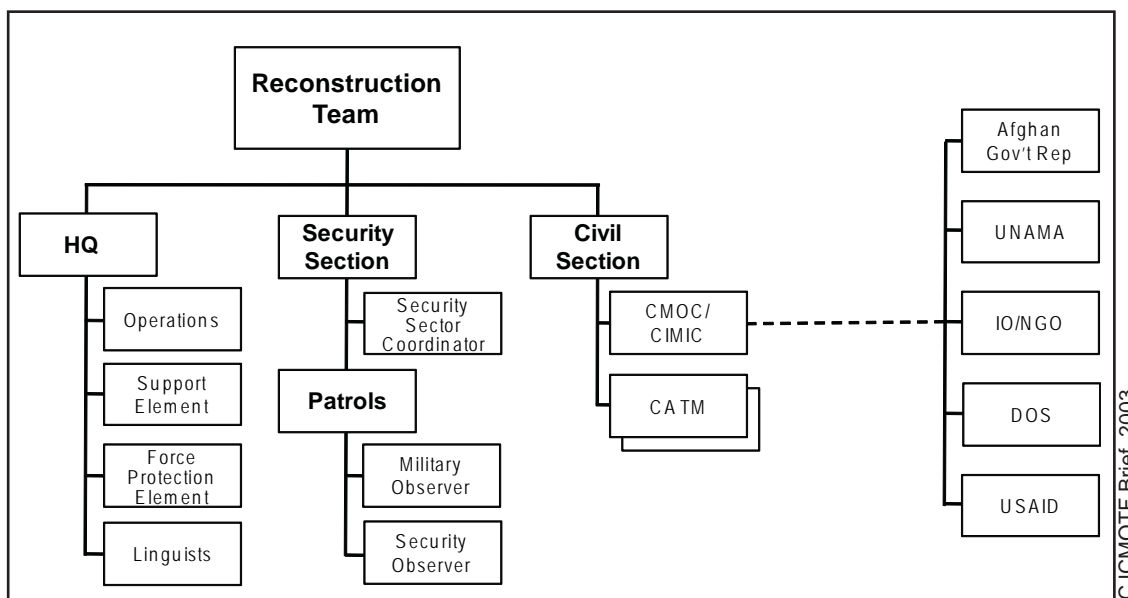 Reconstruction
Team
HQ
Operations
Support
Element
Force
Protection
Element
Linguists
Security
Section
Security
Sector
Coordinator
Patrols
Military
Observer
Security
Observer
Civil
Section
CMOC/
CIMIC
CATM
Afghan
Gov't Rep
UNAMA
IO/NGO
DOS
USAID
CJCMOTF Brief, 2003